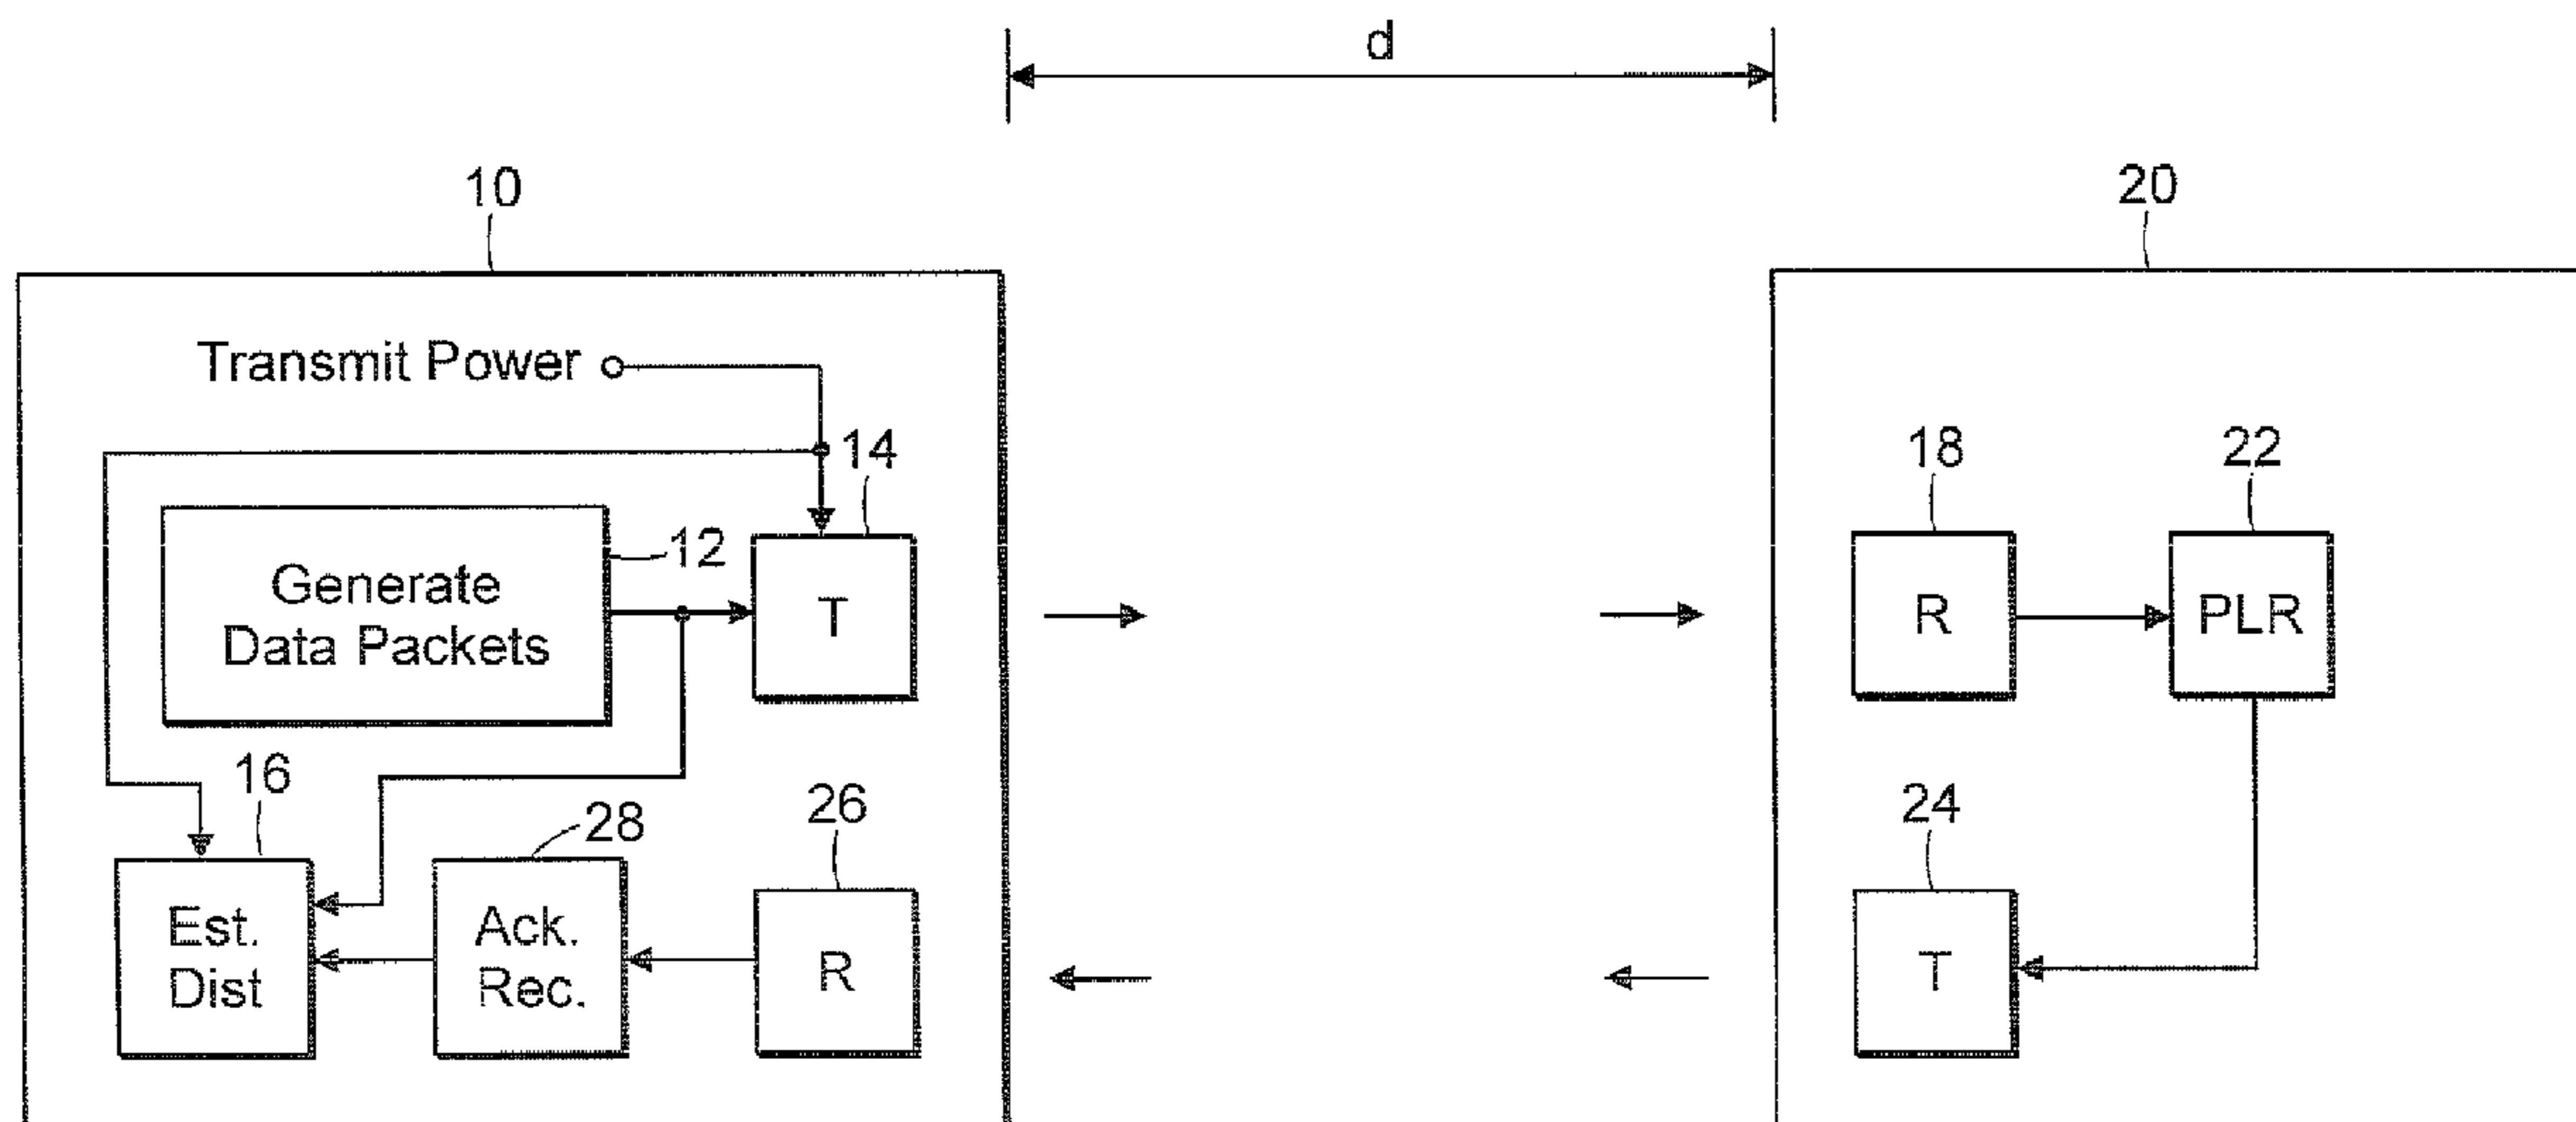 d
10
20
Transmit Power
14
18
22
12
Generate
Data Packets
T
R
PLR
16
28
26
24
Est.
Dist
Ack.
Rec.
R
T